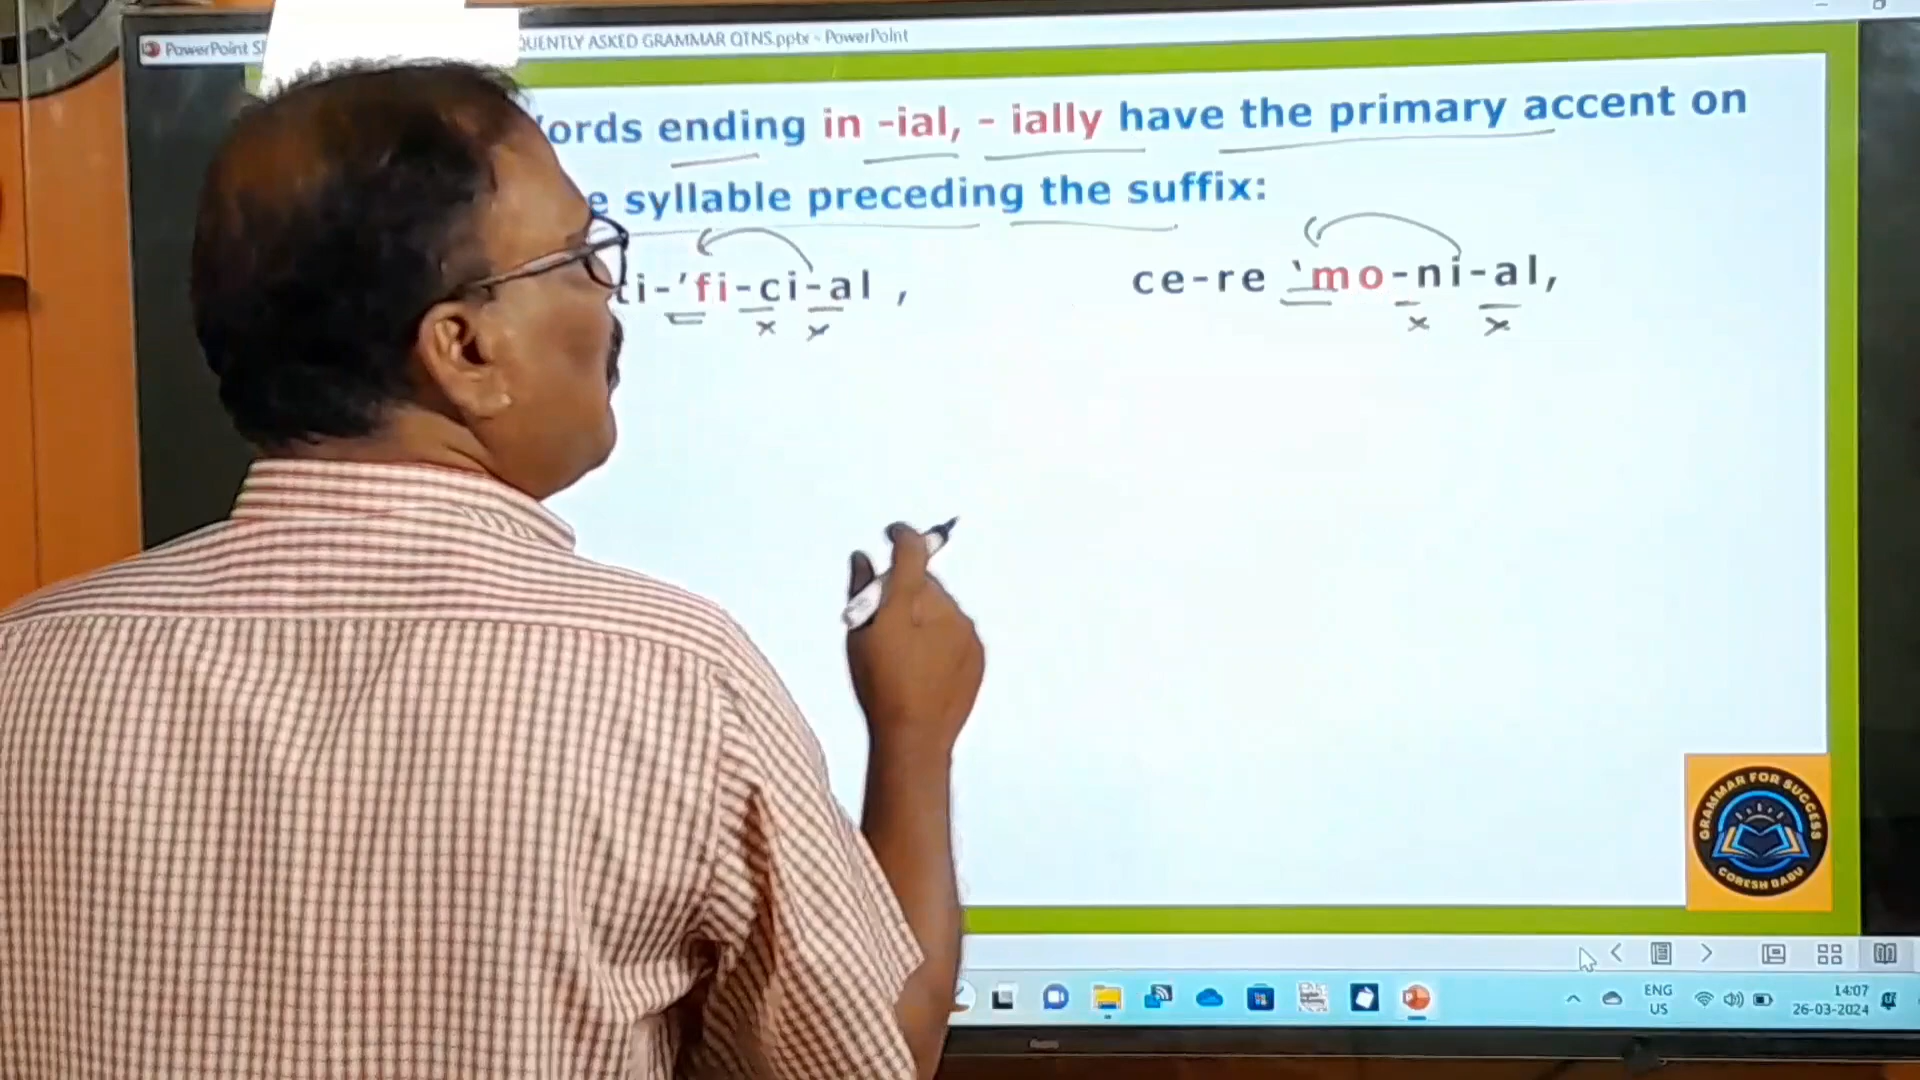 PowerPoint
QUENTLY ASKED GRAMMAR QTNS.pptx - PowerPoint
ords ending in -ial, - ially have the primary accent on
e syllable preceding the suffix:
ti-'fi-ci-al , ce-re 'mo-ni-al,
x x x x
GRAMMAR FOR SUCCESS
CORESH BABU
ENG
US
14:07
26-03-2024